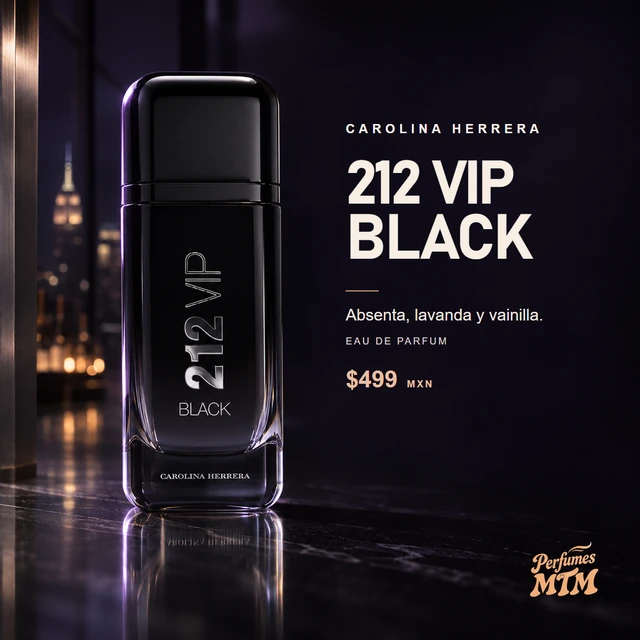 212 VIP
BLACK
CAROLINA HERRERA
CAROLINA HERRERA
212 VIP
BLACK
Absenta, lavanda y vainilla.
EAU DE PARFUM
$499 MXN
Perfumes
MTM